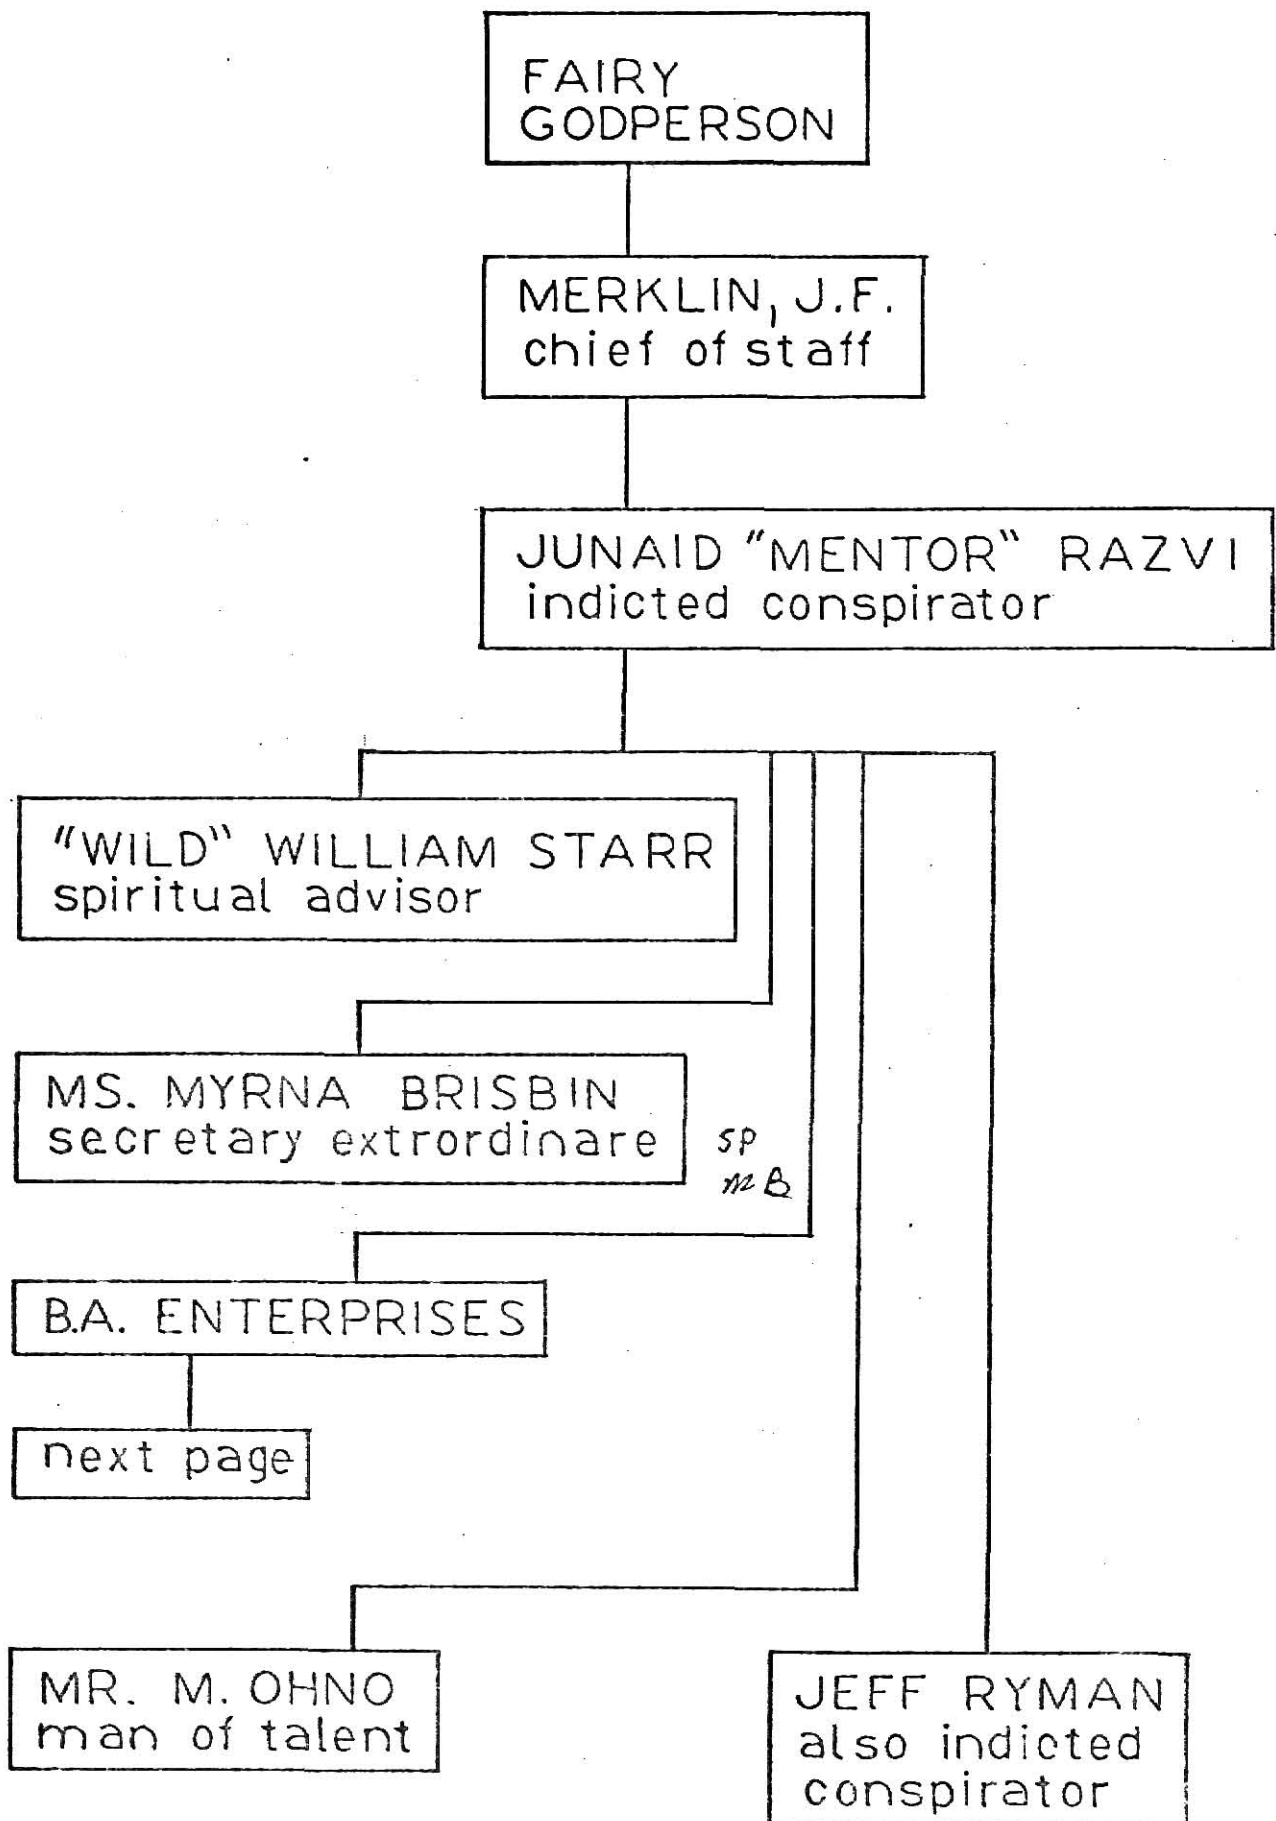 FAIRY
GODPERSON
MERKLIN, J.F.
chief of staff
JUNAID "MENTOR" RAZVI
indicted conspirator
"WILD" WILLIAM STARR
spiritual advisor
MS. MYRNA BRISBIN
secretary extrordinare
SP
MB
B.A. ENTERPRISES
next page
MR. M. OHNO
man of talent
JEFF RYMAN
also indicted
conspirator